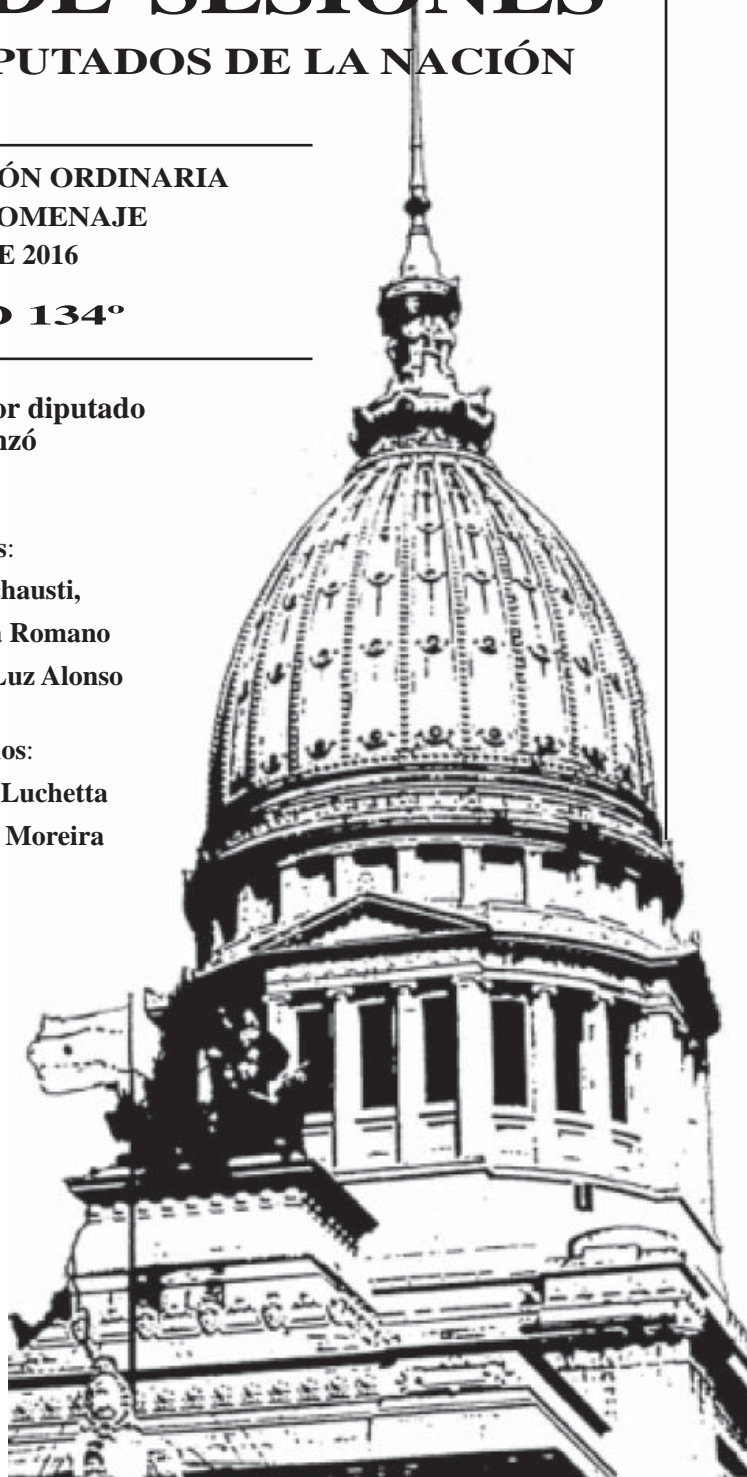 DE SESIONES
PUTADOS DE LA NACIÓN
ÓN ORDINARIA
OMENAJE
E 2016
O 134º
or diputado
nzó
s:
hausti,
a Romano
Luz Alonso
ios:
Luchetta
Moreira